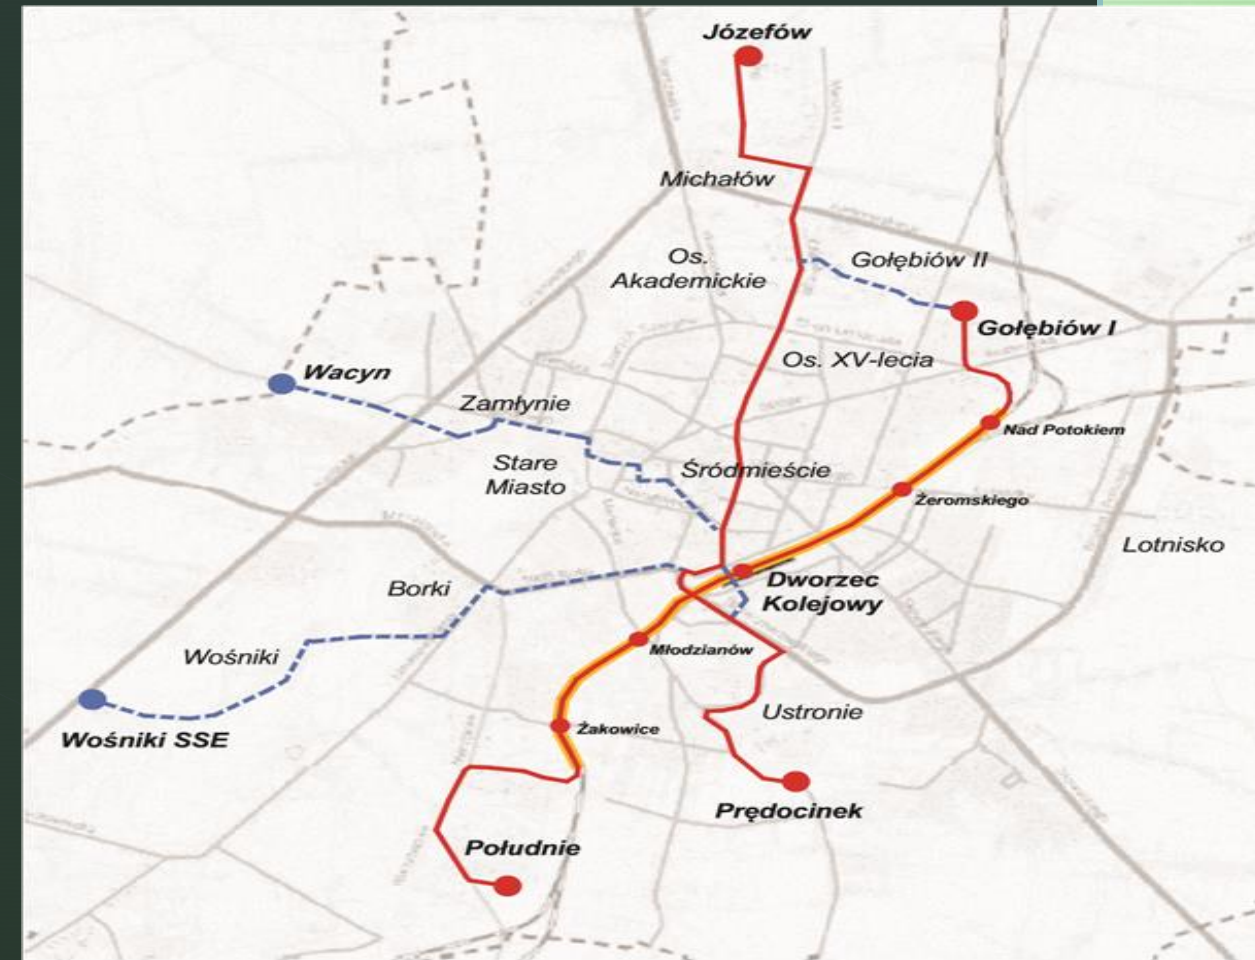 Józefów
Michałów
Os.
Akademickie
Gołębiów II
Gołębiów I
Os. XV-lecia
Wacyn
Zamłynie
Nad Potokiem
Stare
Miasto
Śródmieście
Żeromskiego
Lotnisko
Borki
Dworzec
Kolejowy
Młodzianów
Wośniki
Wośniki SSE
Ustronie
Żakowice
Prędocinek
Południe